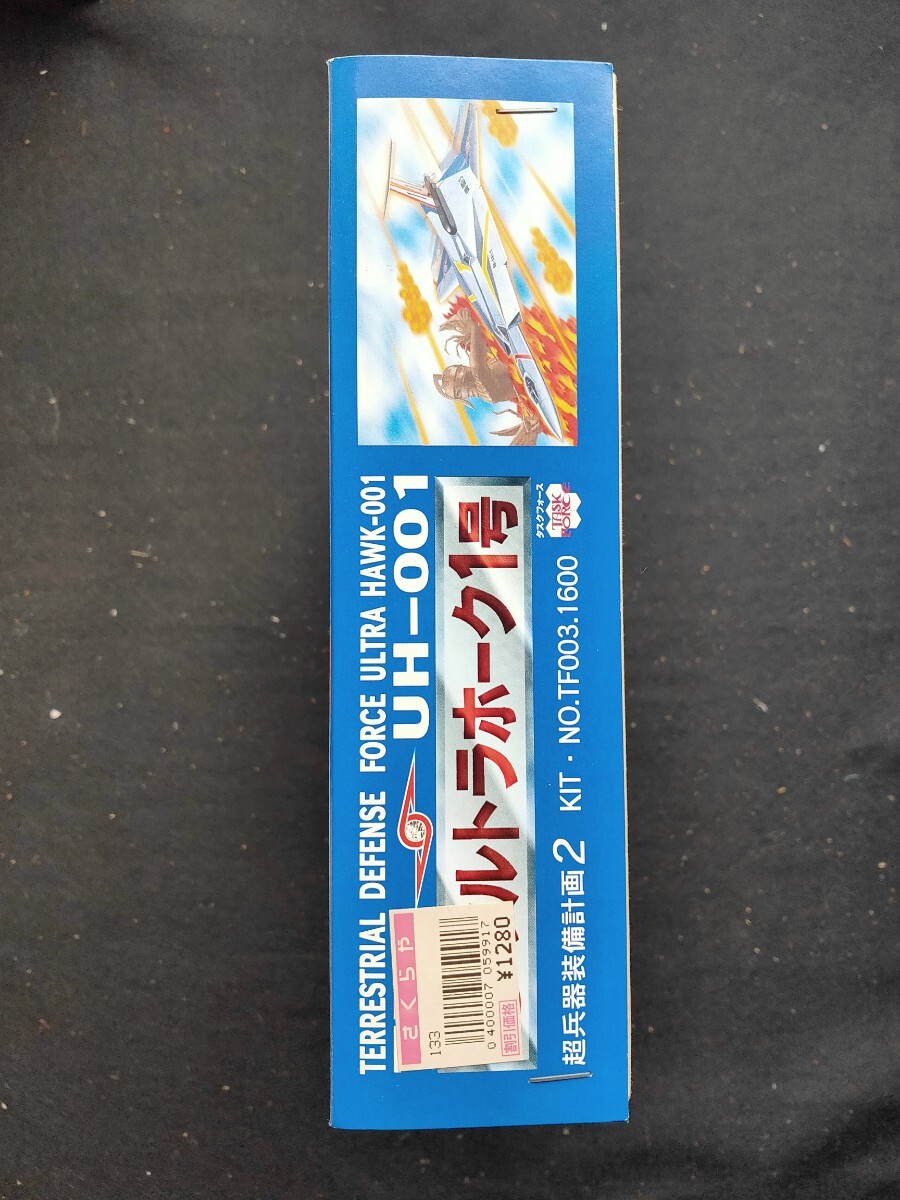 TERRESTRIAL DEFENSE FORCE ULTRA HAWK-001
UH-001
ルトラホーク1号
タスクフォース
TASK
FORCE
超兵器装備計画2 KIT・NO.TF003.1600
さくらや
133
0 400007 059917
割引価格 ¥1280